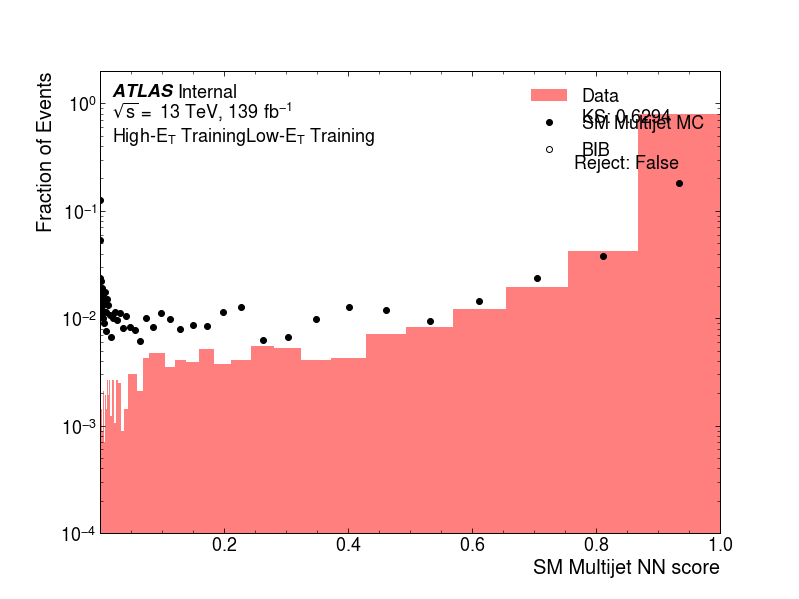 ATLAS Internal
√s = 13 TeV, 139 fb⁻¹
High-E_T TrainingLow-E_T Training
Data
KS: 0.6294
SM Multijet MC
BIB
Reject: False
Fraction of Events
10⁰
10⁻¹
10⁻²
10⁻³
10⁻⁴
0.2 0.4 0.6 0.8 1.0
SM Multijet NN score